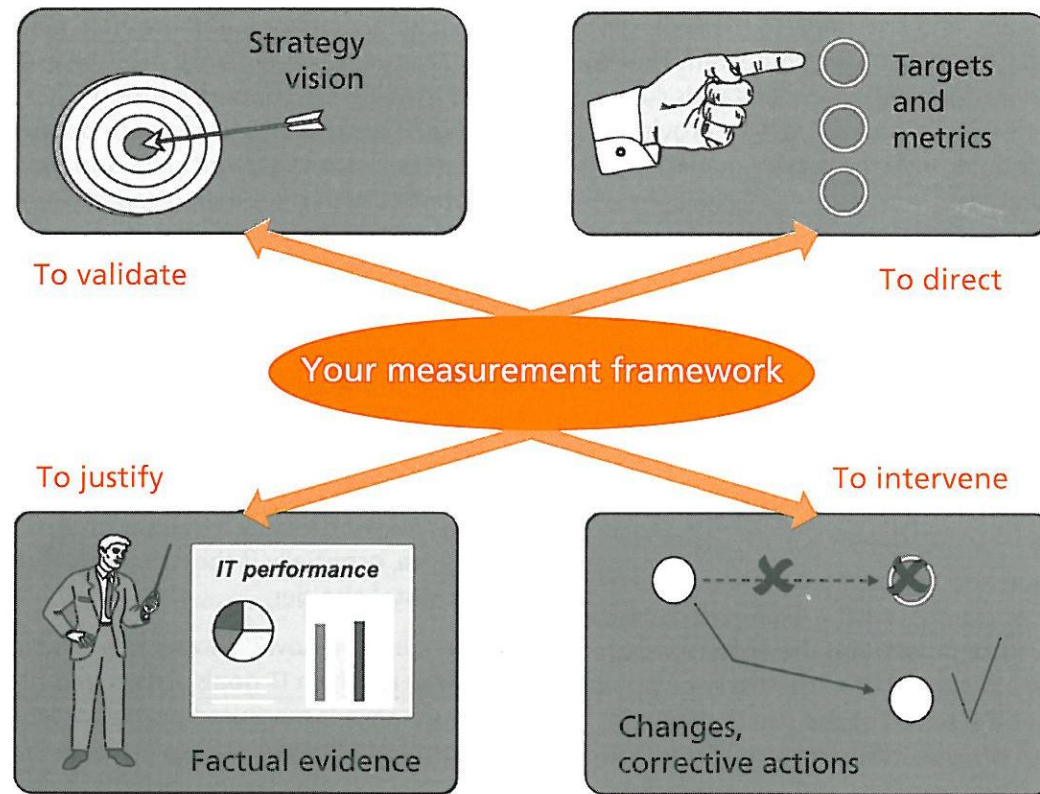 Strategy
vision
Targets
and
metrics
To validate
To direct
Your measurement framework
To justify
To intervene
IT performance
Factual evidence
Changes,
corrective actions